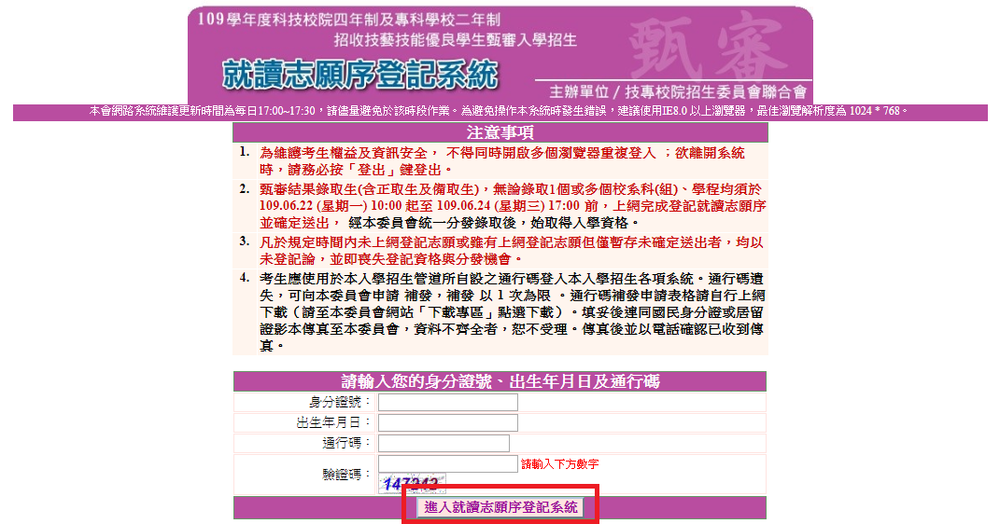 109學年度科技校院四年制及專科學校二年制
招收技藝技能優良學生甄審入學招生
甄審
就讀志願序登記系統
主辦單位 / 技專校院招生委員會聯合會
本會網路系統維護更新時間為每日17:00~17:30，請儘量避免於該時段作業。為避免操作本系統時發生錯誤，建議使用IE8.0 以上瀏覽器，最佳瀏覽解析度為 1024 * 768。
注意事項
1. 為維護考生權益及資訊安全， 不得同時開啟多個瀏覽器重複登入 ；欲離開系統
時，請務必按「登出」鍵登出。
2. 甄審結果錄取生(含正取生及備取生)，無論錄取1個或多個校系科(組)、學程均須於
109.06.22 (星期一) 10:00 起至 109.06.24 (星期三) 17:00 前，上網完成登記就讀志願序
並確定送出， 經本委員會統一分發錄取後，始取得入學資格。
3. 凡於規定時間內未上網登記志願或雖有上網登記志願但僅暫存未確定送出者，均以
未登記論，並即喪失登記資格與分發機會。
4. 考生應使用於本入學招生管道所自設之通行碼登入本入學招生各項系統。通行碼遺
失，可向本委員會申請 補發，補發 以 1 次為限 。通行碼補發申請表格請自行上網
下載（請至本委員會網站「下載專區」點選下載）。填妥後連同國民身分證或居留
證影本傳真至本委員會，資料不齊全者，恕不受理。傳真後並以電話確認已收到傳
真。
請輸入您的身分證號、出生年月日及通行碼
身分證號：
出生年月日：
通行碼：
驗證碼： 請輸入下方數字
147242
進入就讀志願序登記系統